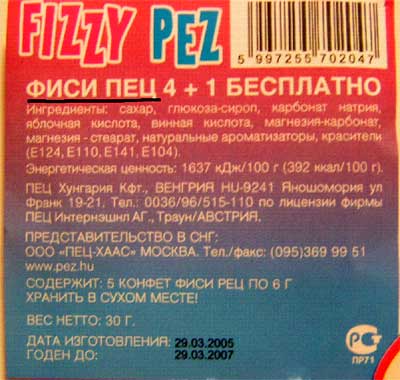 FIZZY PEZ
5 997255 702047
ФИСИ ПЕЦ 4 + 1 БЕСПЛАТНО
Ингредиенты: сахар, глюкоза-сироп, карбонат натрия,
яблочная кислота, винная кислота, магнезия-карбонат,
магнезия - стеарат, натуральные ароматизаторы, красители
(E124, E110, E141, E104).
Энергетическая ценность: 1637 кДж/100 г (392 ккал/100 г).
ПЕЦ Хунгария Кфт., ВЕНГРИЯ HU-9241 Яношомория ул
Франк 19-21, Тел.: 0036/96/515-110 по лицензии фирмы
ПЕЦ Интернэшнл АГ., Траун/АВСТРИЯ.
ПРЕДСТАВИТЕЛЬСТВО В СНГ:
ООО «ПЕЦ-ХААС» МОСКВА. Тел./факс: (095)369 99 51
www.pez.hu
СОДЕРЖИТ: 5 КОНФЕТ ФИСИ PEЦ ПО 6 Г
ХРАНИТЬ В СУХОМ МЕСТЕ!
ВЕС НЕТТО: 30 Г.
ДАТА ИЗГОТОВЛЕНИЯ: 29.03.2005
ГОДЕН ДО: 29.03.2007
ПР71